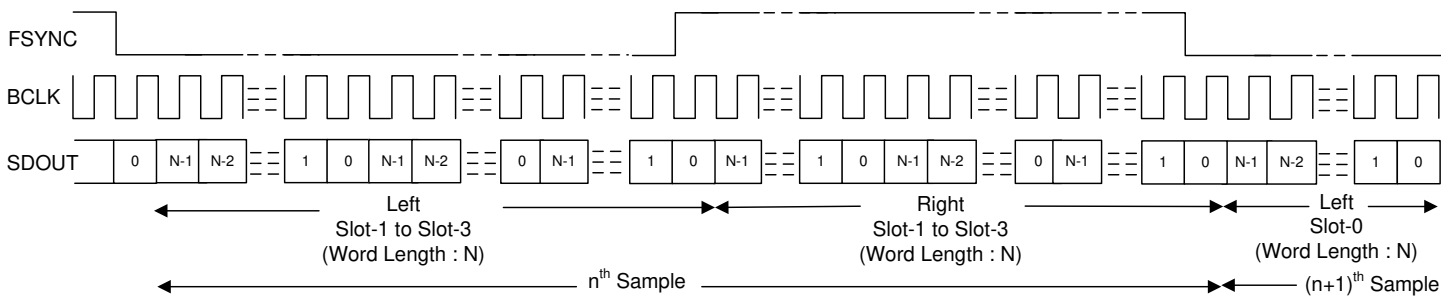 FSYNC
BCLK
SDOUT 0 N-1 N-2 1 0 N-1 N-2 0 N-1 1 0 N-1 1 0 N-1 N-2 0 N-1 1 0 N-1 N-2 1 0
Left Right Left
Slot-1 to Slot-3 Slot-1 to Slot-3 Slot-0
(Word Length : N) (Word Length : N) (Word Length : N)
nth Sample (n+1)th Sample